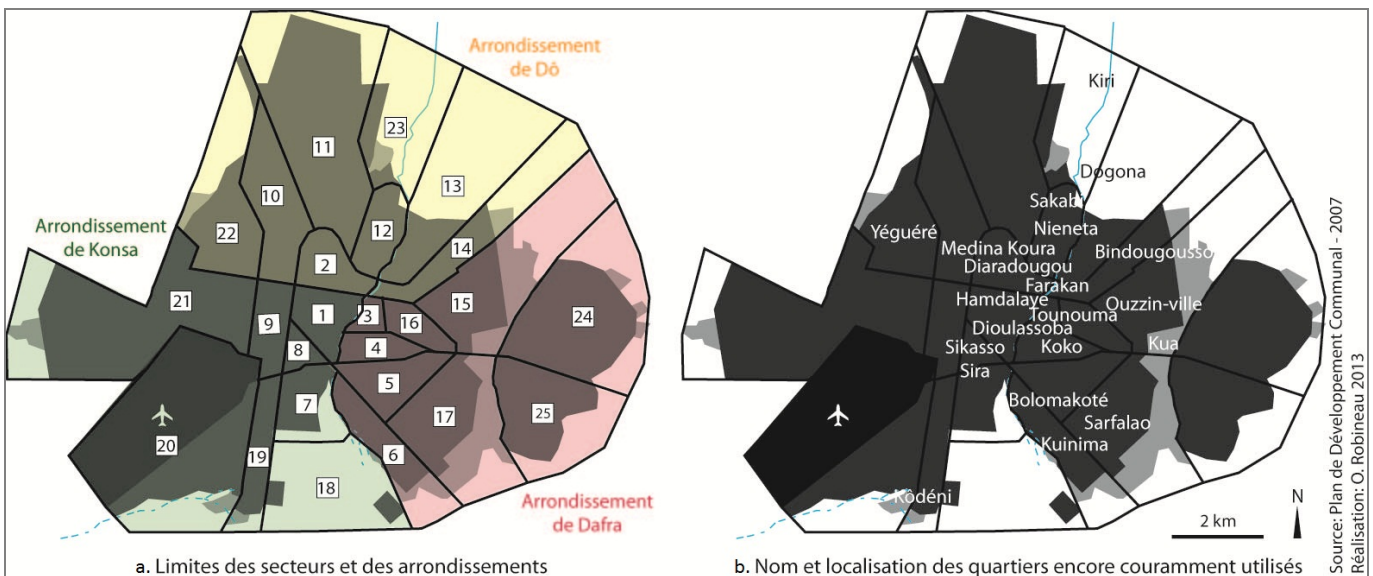 Arrondissement
de Dô
23
11
13
10
Arrondissement
de Konsa
22
12
14
2
21
15
1
3
16
24
9
8
4
5
7
17
25
20
19
6
18
Arrondissement
de Dafra
a. Limites des secteurs et des arrondissements
Kiri
Dogona
Sakabi
Nieneta
Yéguéré
Medina Koura
Bindougousso
Diaradougou
Farakan
Hamdalaye
Ouzzin-ville
Tounouma
Dioulassoba
Sikasso
Koko
Kua
Sira
Bolomakoté
Sarfalao
Kuinima
Kôdéni
2 km
N
b. Nom et localisation des quartiers encore couramment utilisés
Source: Plan de Développement Communal - 2007
Réalisation: O. Robineau 2013